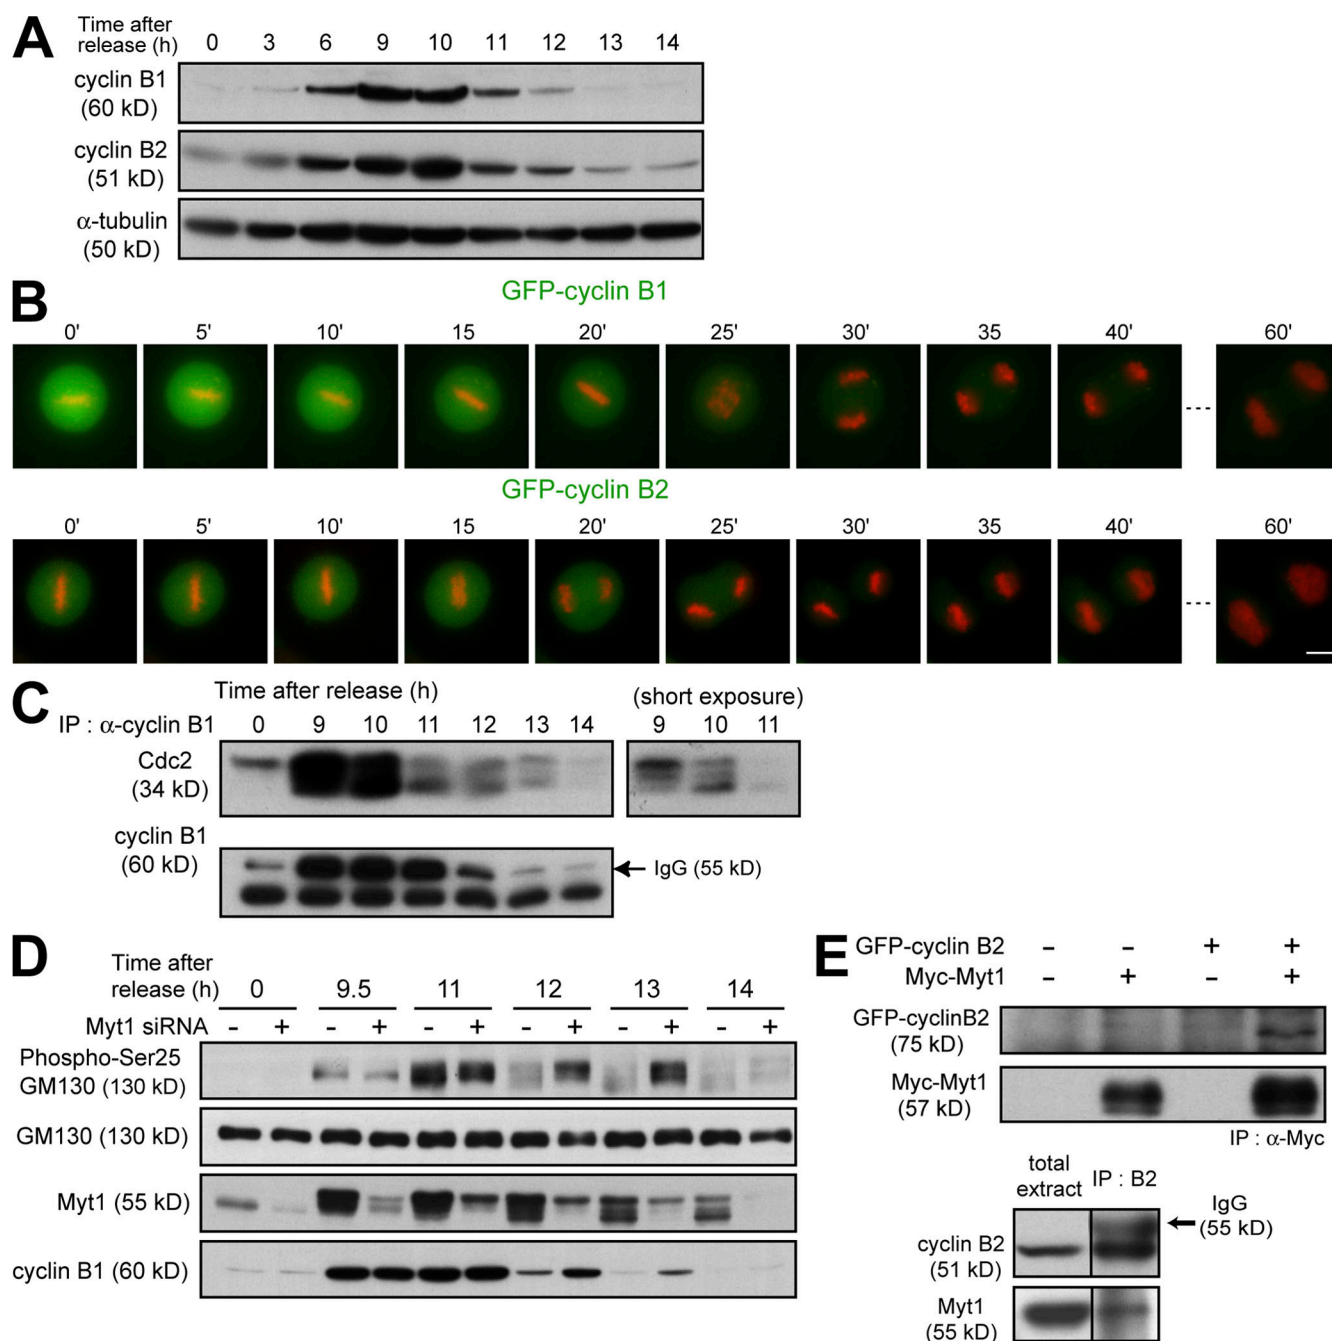 A
Time after
release (h) 0 3 6 9 10 11 12 13 14
cyclin B1
(60 kD)
cyclin B2
(51 kD)
α-tubulin
(50 kD)
B
GFP-cyclin B1
0' 5' 10' 15 20' 25' 30' 35 40' 60'
GFP-cyclin B2
0' 5' 10' 15 20' 25' 30' 35 40' 60'
C
Time after release (h)
(short exposure)
IP : α-cyclin B1 0 9 10 11 12 13 14 9 10 11
Cdc2
(34 kD)
cyclin B1
(60 kD)
IgG (55 kD)
D
Time after
release (h) 0 9.5 11 12 13 14
Myt1 siRNA - + - + - + - + - + - +
Phospho-Ser25
GM130 (130 kD)
GM130 (130 kD)
Myt1 (55 kD)
cyclin B1 (60 kD)
E
GFP-cyclin B2 - - + +
Myc-Myt1 - + - +
GFP-cyclinB2
(75 kD)
Myc-Myt1
(57 kD)
IP : α-Myc
total
extract
IP : B2
IgG
(55 kD)
cyclin B2
(51 kD)
Myt1
(55 kD)